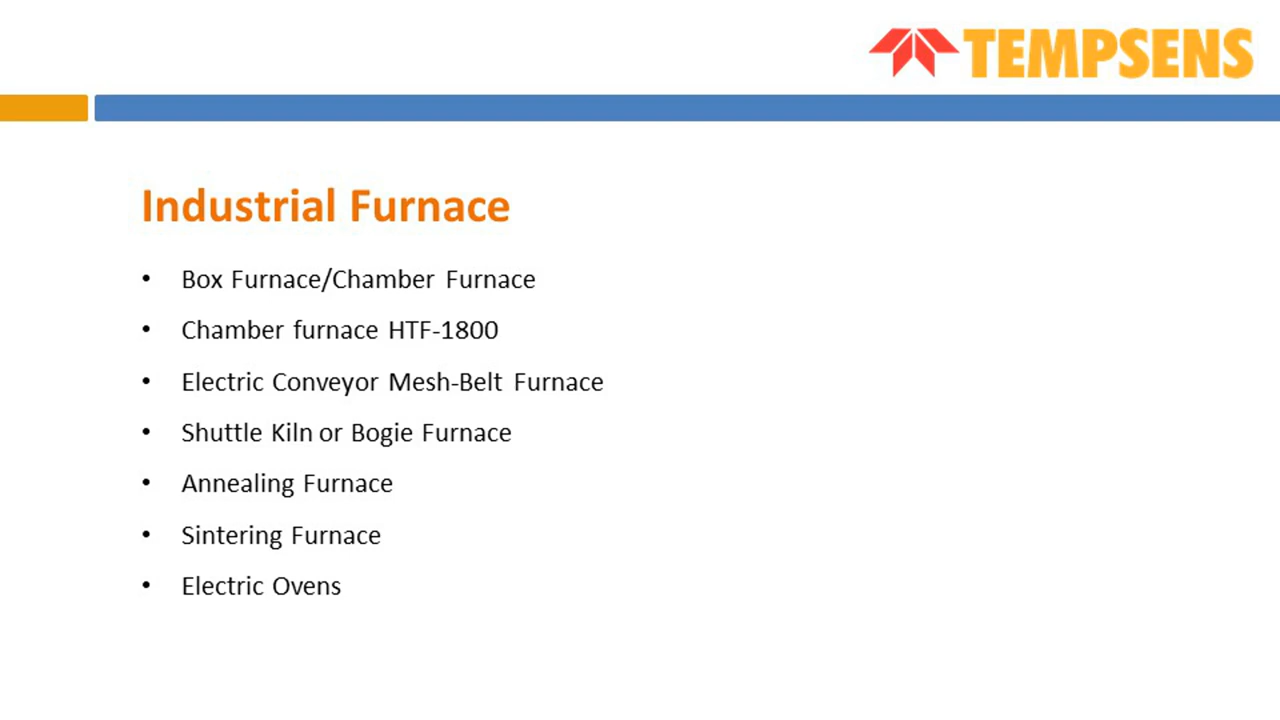 TEMPSENS
Industrial Furnace
• Box Furnace/Chamber Furnace
• Chamber furnace HTF-1800
• Electric Conveyor Mesh-Belt Furnace
• Shuttle Kiln or Bogie Furnace
• Annealing Furnace
• Sintering Furnace
• Electric Ovens